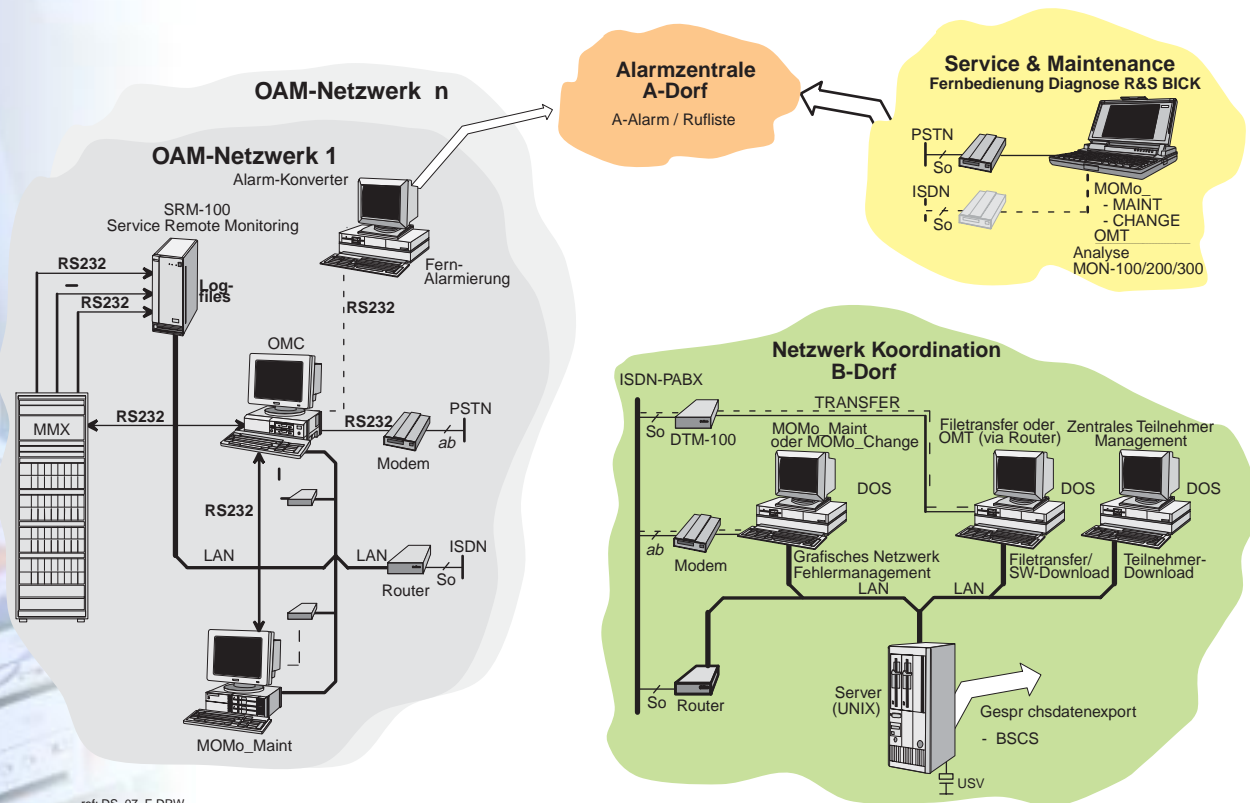 OAM-Netzwerk n
OAM-Netzwerk 1
Alarm-Konverter
SRM-100
Service Remote Monitoring
RS232
RS232
Log-
files
Fern-
Alarmierung
RS232
OMC
MMX
RS232
RS232
PSTN
ab
Modem
RS232
LAN
LAN
ISDN
So
Router
MOMo_Maint
Alarmzentrale
A-Dorf
A-Alarm / Rufliste
Service & Maintenance
Fernbedienung Diagnose R&S BICK
PSTN
So
ISDN
So
MOMo_
- MAINT
- CHANGE
OMT
Analyse
MON-100/200/300
Netzwerk Koordination
B-Dorf
ISDN-PABX
TRANSFER
So
DTM-100
MOMo_Maint
oder MOMo_Change
Filetransfer oder
OMT (via Router)
Zentrales Teilnehmer
Management
DOS
DOS
DOS
ab
Modem
Grafisches Netzwerk
Fehlermanagement
Filetransfer/
SW-Download
Teilnehmer-
Download
LAN
LAN
So
Router
Server
(UNIX)
Gespr chsdatenexport
- BSCS
USV